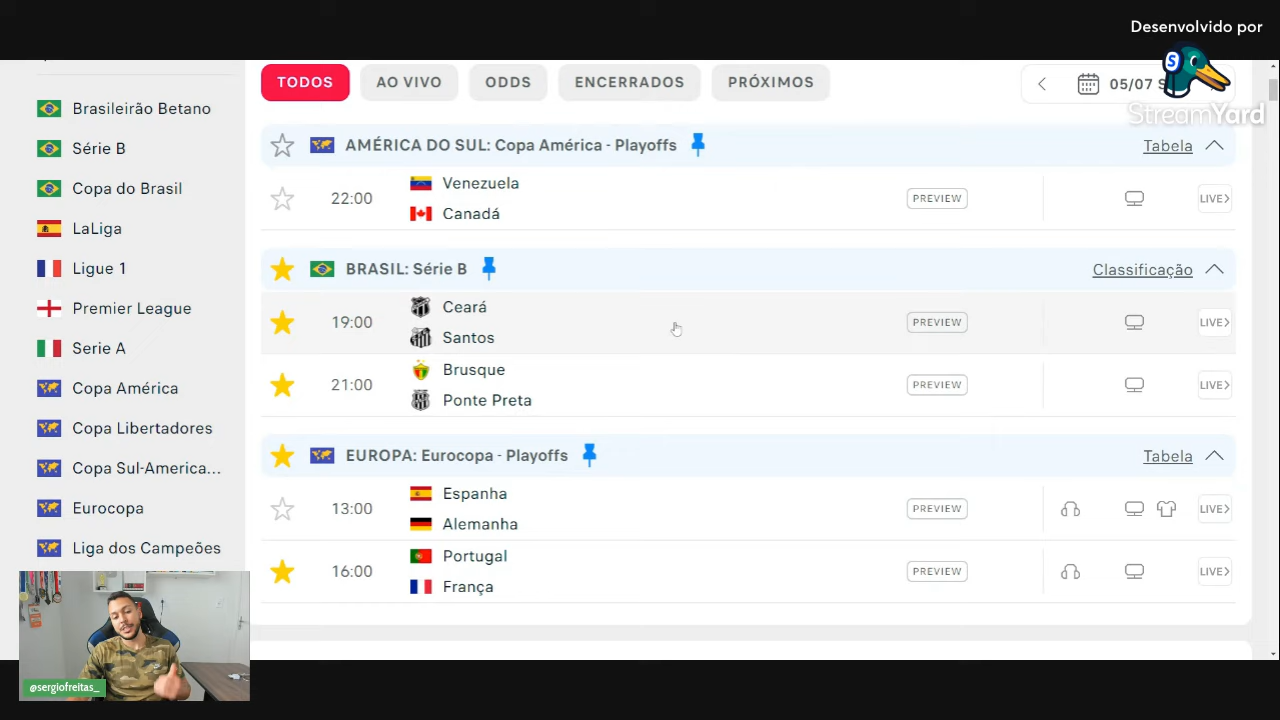 Desenvolvido por
StreamYard
TODOS
AO VIVO
ODDS
ENCERRADOS
PRÓXIMOS
05/07 S
Brasileirão Betano
Série B
Copa do Brasil
LaLiga
Ligue 1
Premier League
Serie A
Copa América
Copa Libertadores
Copa Sul-America...
Eurocopa
Liga dos Campeões
AMÉRICA DO SUL: Copa América - Playoffs
Tabela
22:00
Venezuela
Canadá
PREVIEW
LIVE
BRASIL: Série B
Classificação
19:00
Ceará
Santos
PREVIEW
LIVE
21:00
Brusque
Ponte Preta
PREVIEW
LIVE
EUROPA: Eurocopa - Playoffs
Tabela
13:00
Espanha
Alemanha
PREVIEW
LIVE
16:00
Portugal
França
PREVIEW
LIVE
@sergiofreitas_